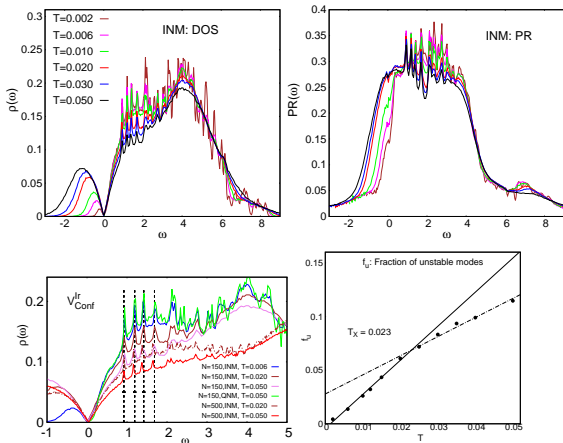 INM: DOS
T=0.002
T=0.006
T=0.010
T=0.020
T=0.030
T=0.050
ρ(ω)
0.25
0.2
0.15
0.1
0.05
0
-2 0 2 4 6 8
ω
INM: PR
PR(ω)
0.4
0.35
0.3
0.25
0.2
0.15
0.1
0.05
0
-2 0 2 4 6 8
ω
V_Conf^Ir
ρ(ω)
0.2
0.1
0
-1 0 1 2 3 4 5
ω
N=150,INM, T=0.006
N=150,INM, T=0.020
N=150,INM, T=0.050
N=150,QNM, T=0.006
N=500,INM, T=0.020
N=500,INM, T=0.050
f_u: Fraction of unstable modes
T_X = 0.023
f_u
0.15
0.1
0.05
0
0 0.01 0.02 0.03 0.04 0.05
T